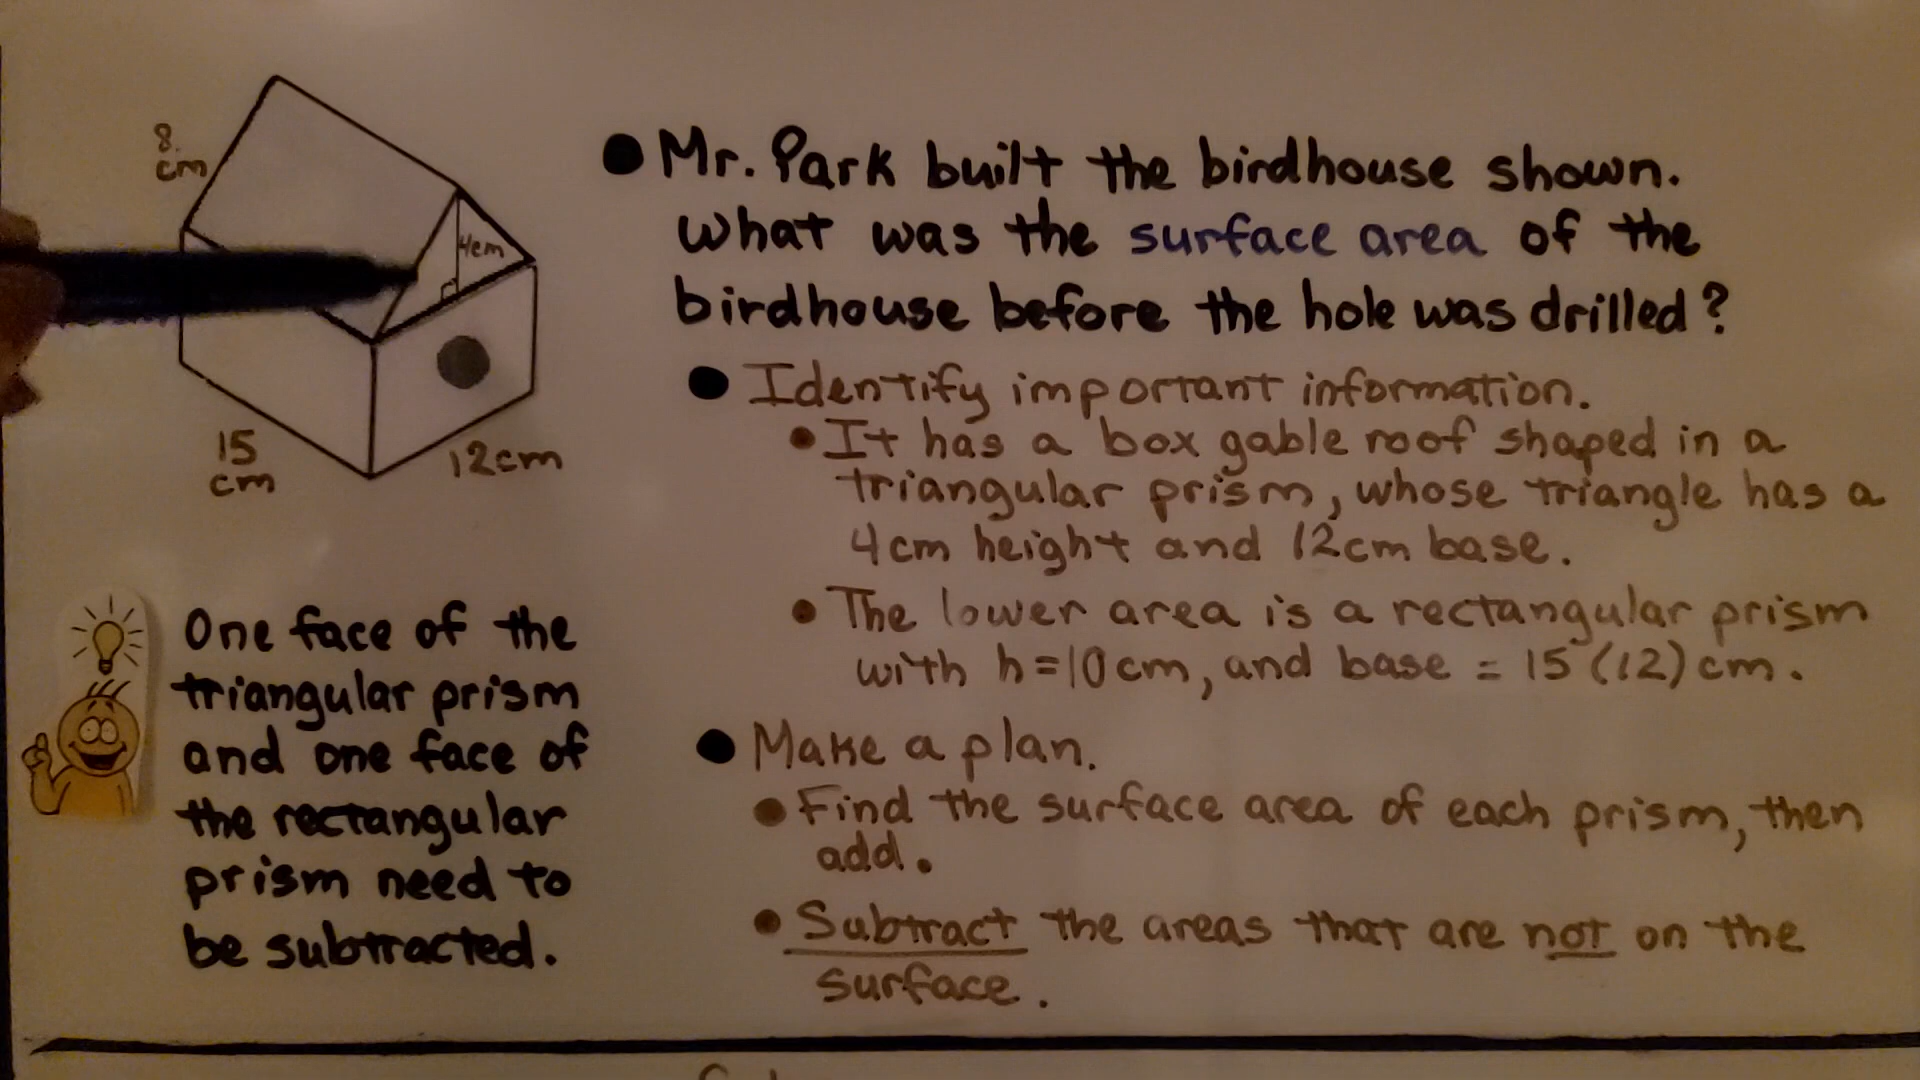 8
cm
4cm
15
cm
12cm
• Mr. Park built the birdhouse shown.
What was the surface area of the
birdhouse before the hole was drilled?
• Identify important information.
• It has a box gable roof shaped in a
triangular prism, whose triangle has a
4cm height and 12cm base.
• The lower area is a rectangular prism
with h=10cm, and base = 15(12)cm.
• Make a plan.
• Find the surface area of each prism, then
add.
• Subtract the areas that are not on the
surface.
One face of the
triangular prism
and one face of
the rectangular
prism need to
be subtracted.